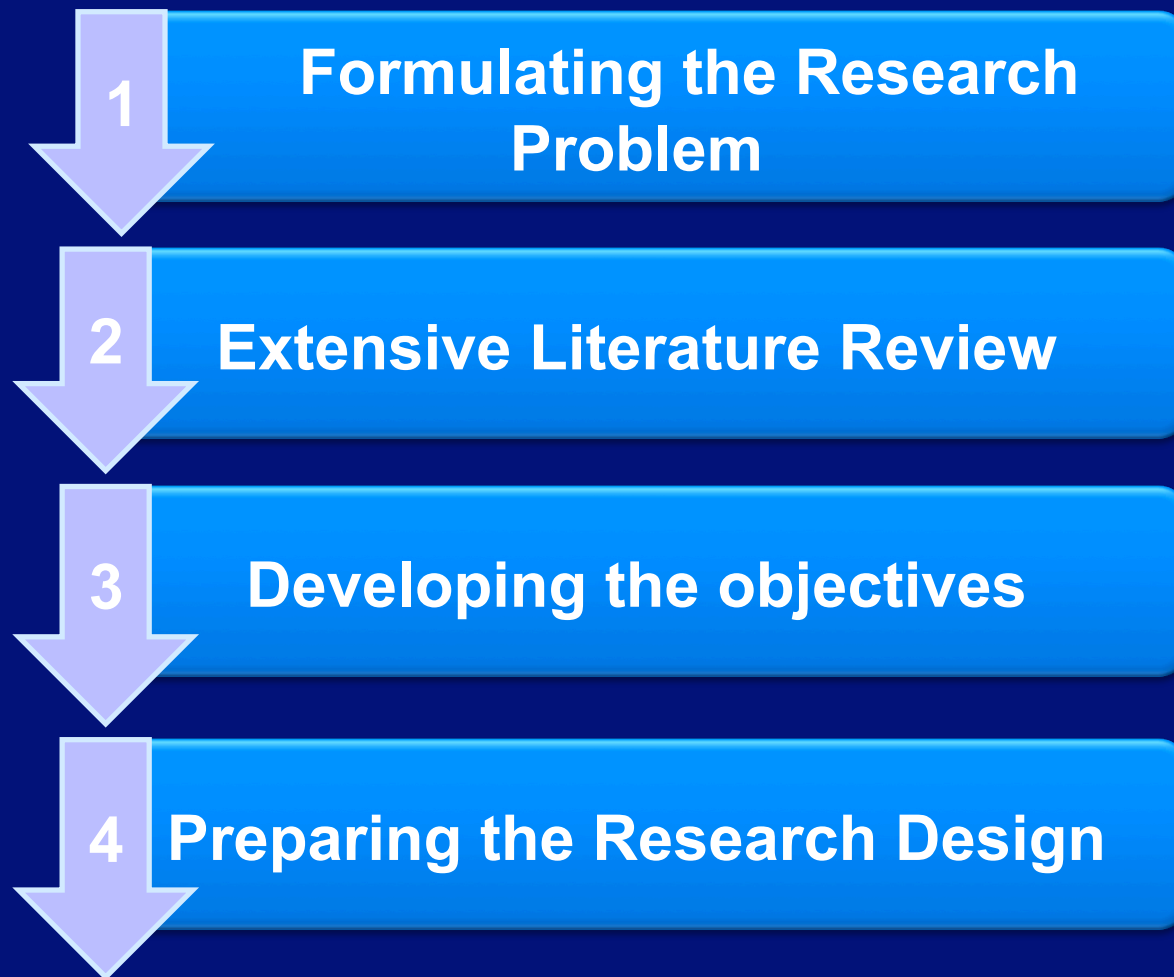 1
Formulating the Research
Problem
2
Extensive Literature Review
3
Developing the objectives
4
Preparing the Research Design